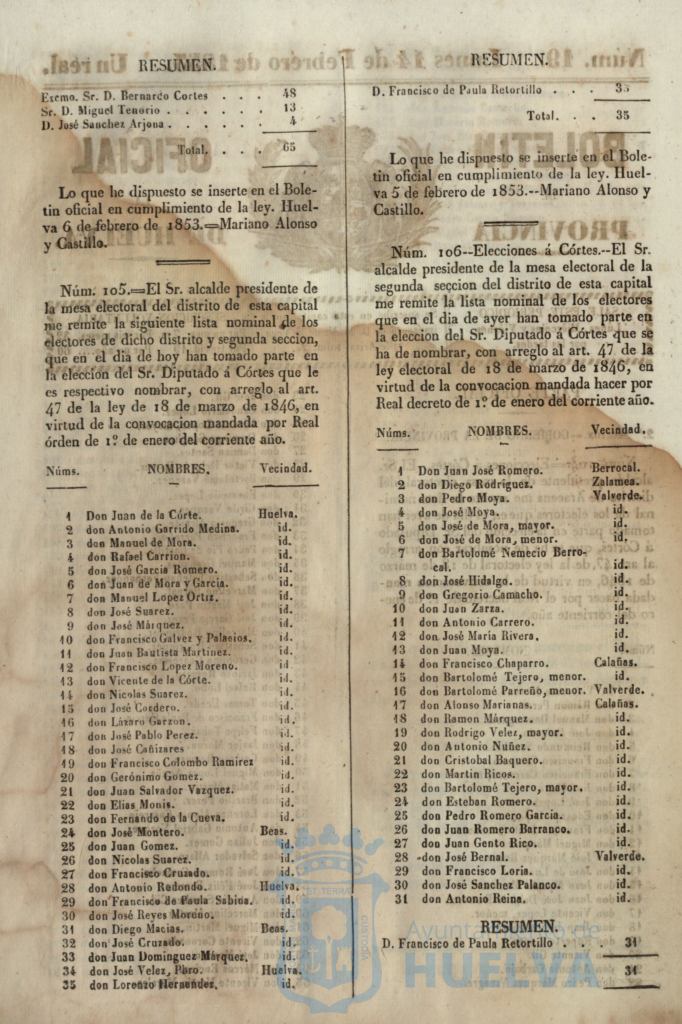 RESUMEN.
Excmo. Sr. D. Bernardo Cortes . . . 48
Sr. D. Miguel Tenorio . . . . . . 13
D. José Sanchez Arjona . . . . . . 4
Total. . . . 65
Lo que he dispuesto se inserte en el Bole-
tin oficial en cumplimiento de la ley. Huel-
va 6 de febrero de 1853.=Mariano Alonso
y Castillo.
Núm. 105.=El Sr. alcalde presidente de
la mesa electoral del distrito de esta capital
me remite la siguiente lista nominal de los
electores de dicho distrito y segunda seccion,
que en el dia de hoy han tomado parte en
la eleccion del Sr. Diputado á Córtes que le
es respectivo nombrar, con arreglo al art.
47 de la ley de 18 de marzo de 1846, en
virtud de la convocacion mandada por Real
órden de 1.º de enero del corriente año.
Núms. NOMBRES. Vecindad.
1 Don Juan de la Córte. Huelva.
2 don Antonio Garrido Medina. id.
3 don Manuel de Mora. id.
4 don Rafael Carrion. id.
5 don José Garcia Romero. id.
6 don Juan de Mora y Garcia. id.
7 don Manuel Lopez Ortiz. id.
8 don José Suarez. id.
9 don José Márquez. id.
10 don Francisco Galvez y Palacios. id.
11 don Juan Bautista Martinez. id.
12 don Francisco Lopez Moreno. id.
13 don Vicente de la Córte. id.
14 don Nicolas Suarez. id.
15 don José Cordero. id.
16 don Lázaro Garzon. id.
17 don José Pablo Perez. id.
18 don José Cañizares id.
19 don Francisco Colombo Ramirez id.
20 don Gerónimo Gomez. id.
21 don Juan Salvador Vazquez. id.
22 don Elias Monis. id.
23 don Fernando de la Cueva. id.
24 don José Montero. Beas.
25 don Juan Gomez. id.
26 don Nicolas Suarez. id.
27 don Francisco Cruzado. id.
28 don Antonio Redondo. Huelva.
29 don Francisco de Paula Sabina. id.
30 don José Reyes Moreno. id.
31 don Diego Macias. Beas.
32 don José Cruzado. id.
33 don Juan Dominguez Márquez. id.
34 don José Velez, Pbro. Huelva.
35 don Lorenzo Hernandez. id.
RESUMEN.
D. Francisco de Paula Retortillo . . . 35
Total. . . 35
Lo que he dispuesto se inserte en el Bole-
tin oficial en cumplimiento de la ley. Huel-
va 5 de febrero de 1853.--Mariano Alonso y
Castillo.
Núm. 106--Elecciones á Córtes.--El Sr.
alcalde presidente de la mesa electoral de la
segunda seccion del distrito de esta capital
me remite la lista nominal de los electores
que en el dia de ayer han tomado parte en
la eleccion del Sr. Diputado á Córtes que se
ha de nombrar, con arreglo al art. 47 de la
ley electoral de 18 de marzo de 1846, en
virtud de la convocacion mandada hacer por
Real decreto de 1.º de enero del corriente año.
Núms. NOMBRES. Vecindad.
1 Don Juan José Romero. Berrocal.
2 don Diego Rodriguez. Zalamea.
3 don Pedro Moya. Valverde.
4 don José Moya. id.
5 don José de Mora, mayor. id.
6 don José de Mora, menor. id.
7 don Bartolomé Nemecio Berro-
cal. id.
8 don José Hidalgo. id.
9 don Gregorio Camacho. id.
10 don Juan Zarza. id.
11 don Antonio Carrero. id.
12 don José Maria Rivera. id.
13 don Juan Moya. id.
14 don Francisco Chaparro. Calañas.
15 don Bartolomé Tejero, menor. id.
16 don Bartolomé Parreño, menor. Valverde.
17 don Alonso Marianas. Calañas.
18 don Ramon Márquez. id.
19 don Rodrigo Velez, mayor. id.
20 don Antonio Nuñez. id.
21 don Cristobal Baquero. id.
22 don Martin Ricos. id.
23 don Bartolomé Tejero, mayor. id.
24 don Esteban Romero. id.
25 don Pedro Romero Garcia. id.
26 don Juan Romero Barranco. id.
27 don Juan Gento Rico. id.
28 don José Bernal. Valverde.
29 don Francisco Loria. id.
30 don José Sanchez Palanco. id.
31 don Antonio Reina. id.
RESUMEN.
D. Francisco de Paula Retortillo . . . 31
31
Ayuntamiento de
HUELVA